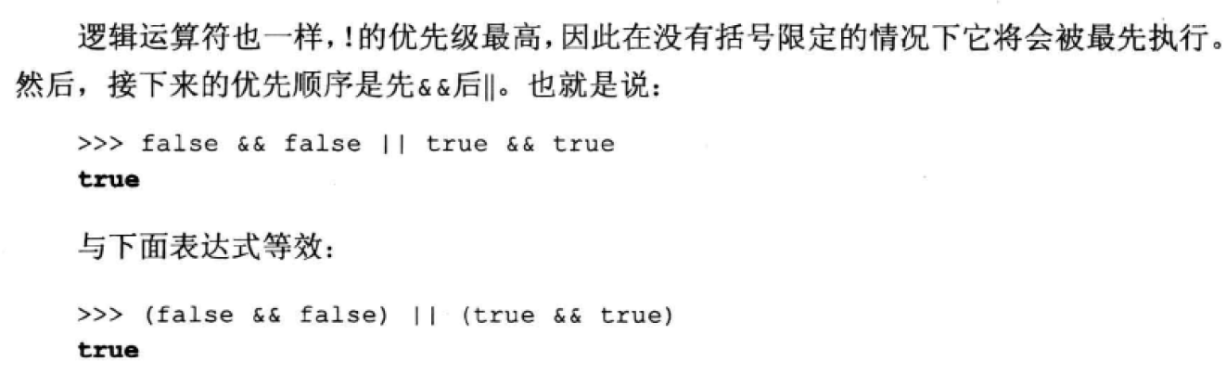 逻辑运算符也一样，!的优先级最高，因此在没有括号限定的情况下它将会被最先执行。
然后，接下来的优先顺序是先&&后||。也就是说：
>>> false && false || true && true
true
与下面表达式等效：
>>> (false && false) || (true && true)
true